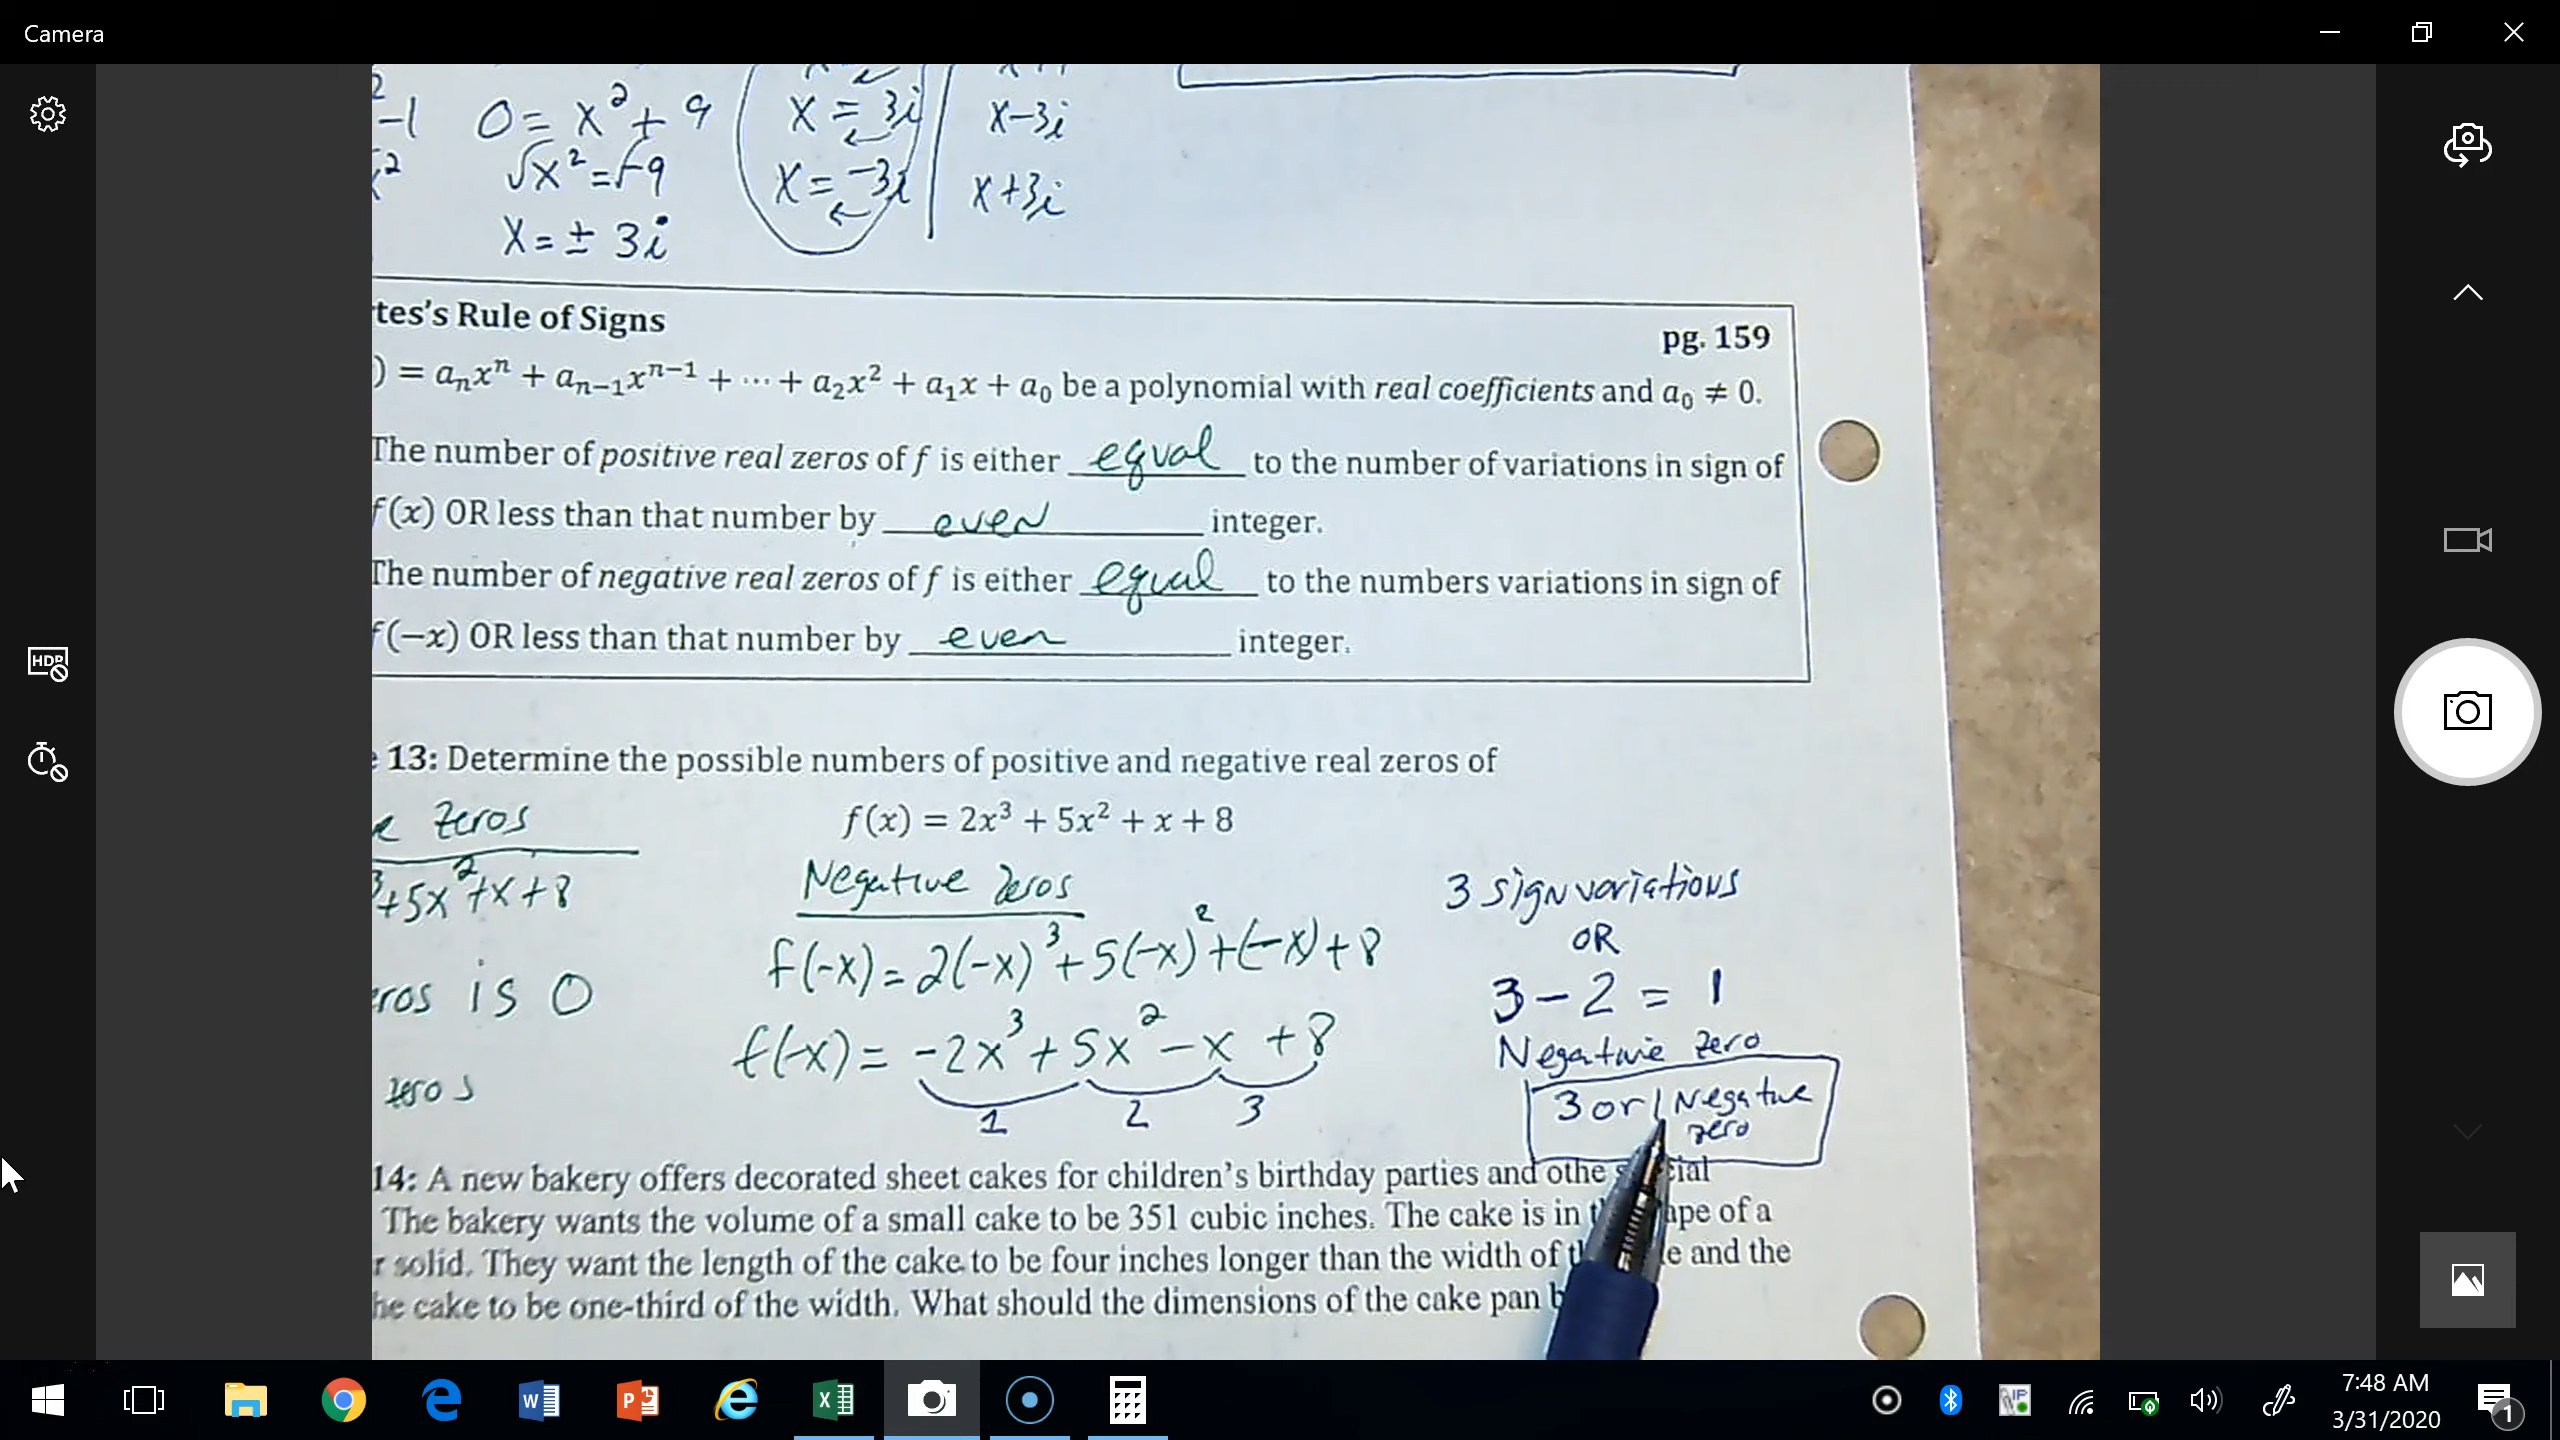 Camera
-1 0 = x² + 9 x = 3i x-3i
√x² = √-9 x = -3i x+3i
x = ± 3i
tes's Rule of Signs pg. 159
) = aₙxⁿ + aₙ₋₁xⁿ⁻¹ + ⋯ + a₂x² + a₁x + a₀ be a polynomial with real coefficients and a₀ ≠ 0.
The number of positive real zeros of f is either equal to the number of variations in sign of
f(x) OR less than that number by even integer.
The number of negative real zeros of f is either equal to the numbers variations in sign of
f(−x) OR less than that number by even integer.
13: Determine the possible numbers of positive and negative real zeros of
f(x) = 2x³ + 5x² + x + 8
zeros
³+5x²+x+8
Negative zeros
f(-x) = 2(-x)³+5(-x)²+(-x)+8
is 0
f(-x) = -2x³+5x²-x+8
zeros
1 2 3
3 sign variations
OR
3-2 = 1
Negative zero
3 or 1 Negative
zero
14: A new bakery offers decorated sheet cakes for children's birthday parties and othe
The bakery wants the volume of a small cake to be 351 cubic inches. The cake is in of a
r solid. They want the length of the cake to be four inches longer than the width of and the
he cake to be one-third of the width. What should the dimensions of the cake pan
7:48 AM
3/31/2020
1